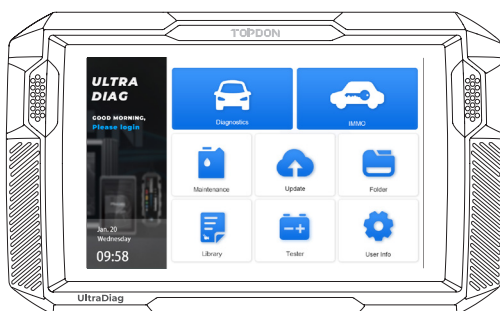 TOPDON
ULTRA
DIAG
GOOD MORNING,
Please login
Diagnostics
IMMO
Maintenance
Update
Folder
Jan. 20
Wednesday
09:58
Library
Tester
User Info
UltraDiag